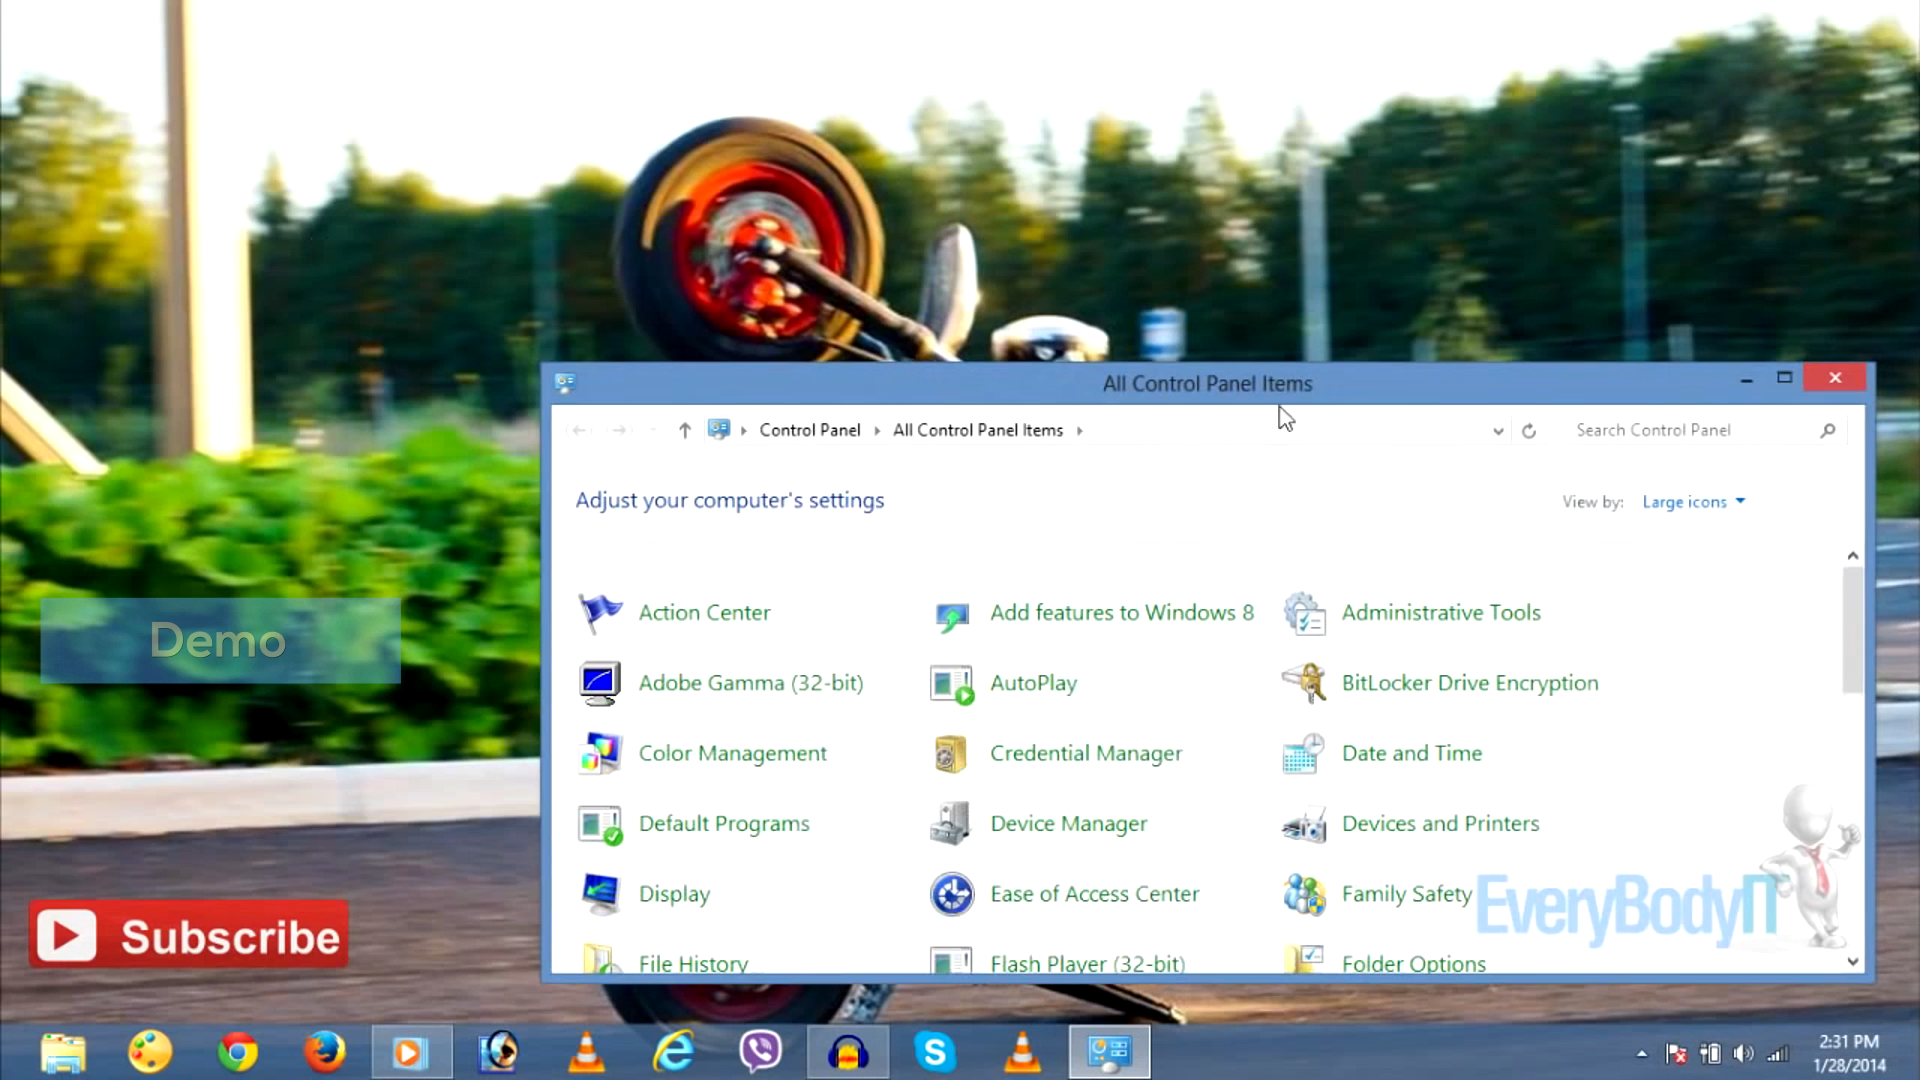 All Control Panel Items
Control Panel
All Control Panel Items
Search Control Panel
Adjust your computer's settings
View by:
Large icons
Action Center
Add features to Windows 8
Administrative Tools
Adobe Gamma (32-bit)
AutoPlay
BitLocker Drive Encryption
Color Management
Credential Manager
Date and Time
Default Programs
Device Manager
Devices and Printers
Display
Ease of Access Center
Family Safety
File History
Flash Player (32-bit)
Folder Options
Demo
EveryBodyIT
Subscribe
2:31 PM
1/28/2014